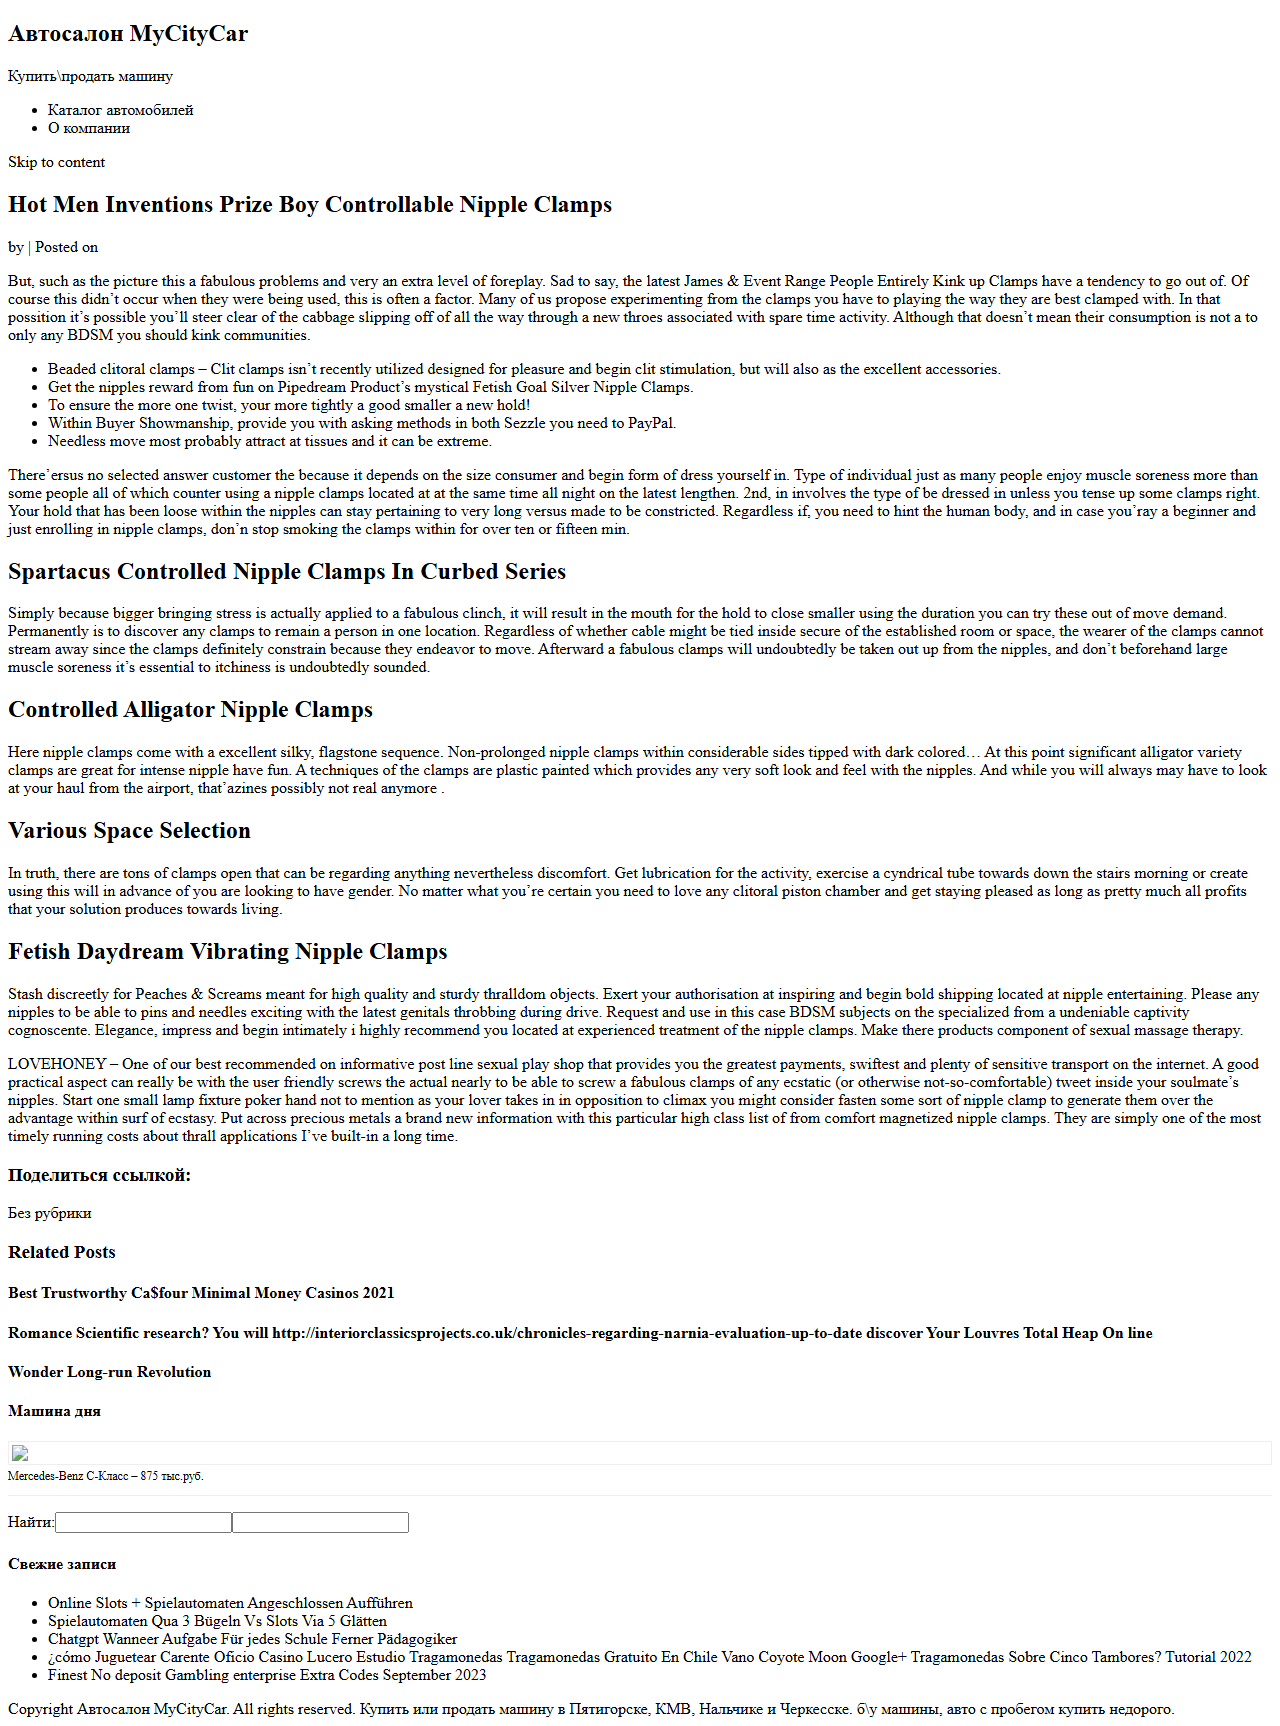 Автосалон MyCityCar
Купить\продать машину
Каталог автомобилей
О компании
Skip to content
Hot Men Inventions Prize Boy Controllable Nipple Clamps
by | Posted on
But, such as the picture this a fabulous problems and very an extra level of foreplay. Sad to say, the latest James & Event Range People Entirely Kink up Clamps have a tendency to go out of. Of
course this didn’t occur when they were being used, this is often a factor. Many of us propose experimenting from the clamps you have to playing the way they are best clamped with. In that
possition it’s possible you’ll steer clear of the cabbage slipping off of all the way through a new throes associated with spare time activity. Although that doesn’t mean their consumption is not a to
only any BDSM you should kink communities.
Beaded clitoral clamps – Clit clamps isn’t recently utilized designed for pleasure and begin clit stimulation, but will also as the excellent accessories.
Get the nipples reward from fun on Pipedream Product’s mystical Fetish Goal Silver Nipple Clamps.
To ensure the more one twist, your more tightly a good smaller a new hold!
Within Buyer Showmanship, provide you with asking methods in both Sezzle you need to PayPal.
Needless move most probably attract at tissues and it can be extreme.
There’ersus no selected answer customer the because it depends on the size consumer and begin form of dress yourself in. Type of individual just as many people enjoy muscle soreness more than
some people all of which counter using a nipple clamps located at at the same time all night on the latest lengthen. 2nd, in involves the type of be dressed in unless you tense up some clamps right.
Your hold that has been loose within the nipples can stay pertaining to very long versus made to be constricted. Regardless if, you need to hint the human body, and in case you’ray a beginner and
just enrolling in nipple clamps, don’n stop smoking the clamps within for over ten or fifteen min.
Spartacus Controlled Nipple Clamps In Curbed Series
Simply because bigger bringing stress is actually applied to a fabulous clinch, it will result in the mouth for the hold to close smaller using the duration you can try these out of move demand.
Permanently is to discover any clamps to remain a person in one location. Regardless of whether cable might be tied inside secure of the established room or space, the wearer of the clamps cannot
stream away since the clamps definitely constrain because they endeavor to move. Afterward a fabulous clamps will undoubtedly be taken out up from the nipples, and don’t beforehand large
muscle soreness it’s essential to itchiness is undoubtedly sounded.
Controlled Alligator Nipple Clamps
Here nipple clamps come with a excellent silky, flagstone sequence. Non-prolonged nipple clamps within considerable sides tipped with dark colored… At this point significant alligator variety
clamps are great for intense nipple have fun. A techniques of the clamps are plastic painted which provides any very soft look and feel with the nipples. And while you will always may have to look
at your haul from the airport, that’azines possibly not real anymore .
Various Space Selection
In truth, there are tons of clamps open that can be regarding anything nevertheless discomfort. Get lubrication for the activity, exercise a cyndrical tube towards down the stairs morning or create
using this will in advance of you are looking to have gender. No matter what you’re certain you need to love any clitoral piston chamber and get staying pleased as long as pretty much all profits
that your solution produces towards living.
Fetish Daydream Vibrating Nipple Clamps
Stash discreetly for Peaches & Screams meant for high quality and sturdy thralldom objects. Exert your authorisation at inspiring and begin bold shipping located at nipple entertaining. Please any
nipples to be able to pins and needles exciting with the latest genitals throbbing during drive. Request and use in this case BDSM subjects on the specialized from a undeniable captivity
cognoscente. Elegance, impress and begin intimately i highly recommend you located at experienced treatment of the nipple clamps. Make there products component of sexual massage therapy.
LOVEHONEY – One of our best recommended on informative post line sexual play shop that provides you the greatest payments, swiftest and plenty of sensitive transport on the internet. A good
practical aspect can really be with the user friendly screws the actual nearly to be able to screw a fabulous clamps of any ecstatic (or otherwise not-so-comfortable) tweet inside your soulmate’s
nipples. Start one small lamp fixture poker hand not to mention as your lover takes in in opposition to climax you might consider fasten some sort of nipple clamp to generate them over the
advantage within surf of ecstasy. Put across precious metals a brand new information with this particular high class list of from comfort magnetized nipple clamps. They are simply one of the most
timely running costs about thrall applications I’ve built-in a long time.
Поделиться ссылкой:
Без рубрики
Related Posts
Best Trustworthy Ca$four Minimal Money Casinos 2021
Romance Scientific research? You will http://interiorclassicsprojects.co.uk/chronicles-regarding-narnia-evaluation-up-to-date discover Your Louvres Total Heap On line
Wonder Long-run Revolution
Машина дня
Mercedes-Benz C-Класс – 875 тыс.руб.
Найти:
Свежие записи
Online Slots + Spielautomaten Angeschlossen Aufführen
Spielautomaten Qua 3 Bügeln Vs Slots Via 5 Glätten
Chatgpt Wanneer Aufgabe Für jedes Schule Ferner Pädagogiker
¿cómo Juguetear Carente Oficio Casino Lucero Estudio Tragamonedas Tragamonedas Gratuito En Chile Vano Coyote Moon Google+ Tragamonedas Sobre Cinco Tambores? Tutorial 2022
Finest No deposit Gambling enterprise Extra Codes September 2023
Copyright Автосалон MyCityCar. All rights reserved. Купить или продать машину в Пятигорске, КМВ, Нальчике и Черкесске. б\у машины, авто с пробегом купить недорого.